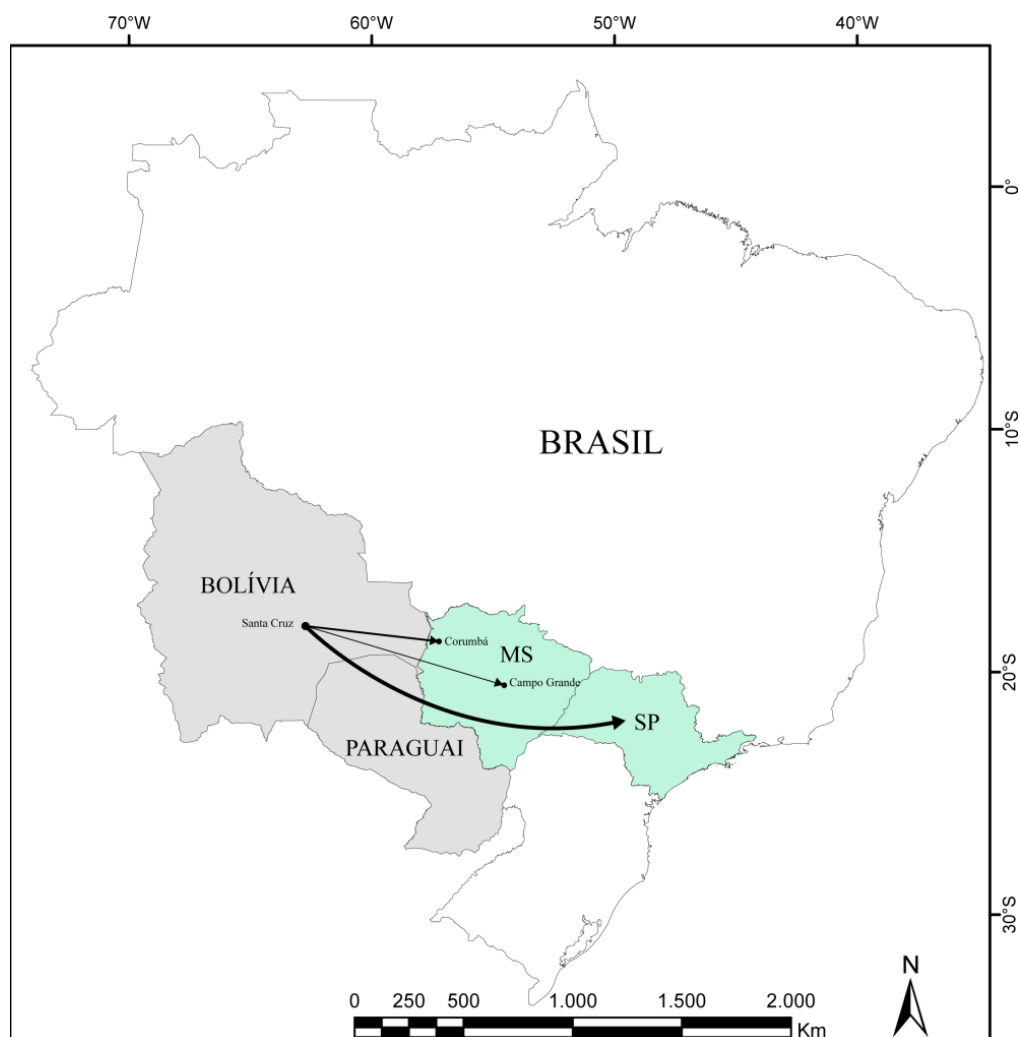 70°W 60°W 50°W 40°W
0°
BRASIL
10°S
BOLÍVIA
Santa Cruz
Corumbá
MS
Campo Grande
20°S
SP
PARAGUAI
30°S
N
0 250 500 1.000 1.500 2.000
Km